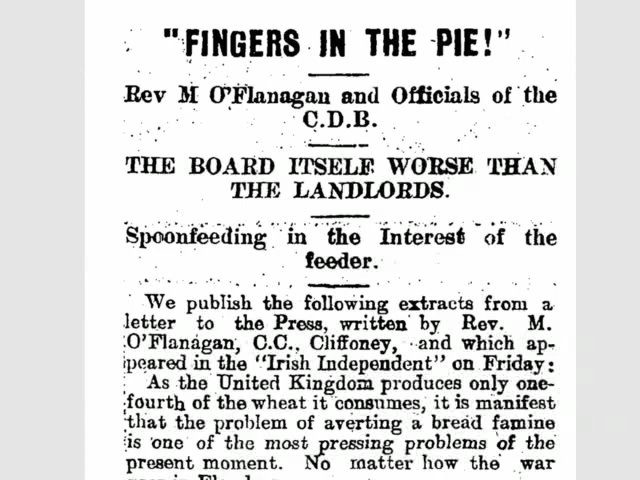 "FINGERS IN THE PIE!"
Rev M O'Flanagan and Officials of the
C.D.B.
THE BOARD ITSELF WORSE THAN
THE LANDLORDS.
Spoonfeeding in the Interest of the
feeder.
We publish the following extracts from a
letter to the Press, written by Rev. M.
O'Flanagan, C.C., Cliffoney, and which ap-
peared in the "Irish Independent" on Friday:
As the United Kingdom produces only one-
fourth of the wheat it consumes, it is manifest
that the problem of averting a bread famine
is one of the most pressing problems of the
present moment. No matter how the war